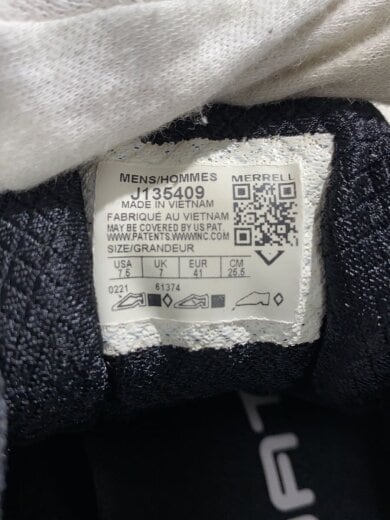 MENS/HOMMES MERRELL
J135409
MADE IN VIETNAM
FABRIQUÉ AU VIETNAM
MAY BE COVERED BY US PAT.
WWW.PATENTS.WWWINC.COM
SIZE/GRANDEUR
USA UK EUR CM
7.5 7 41 25.5
0221 61374